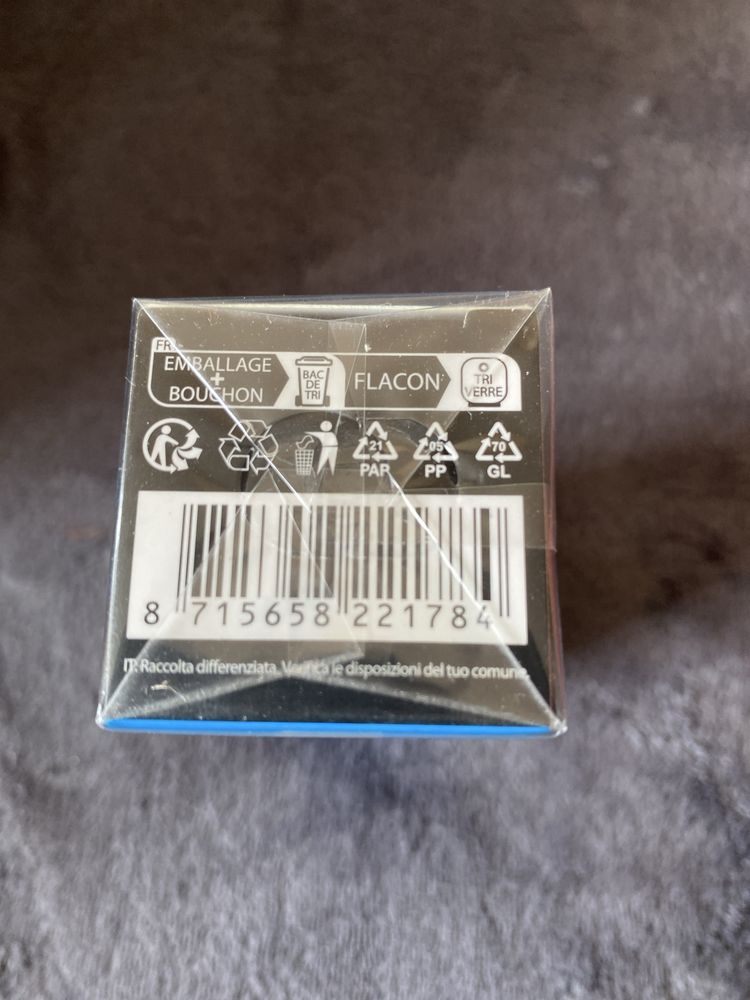 FR
EMBALLAGE
+
BOUCHON
BAC
DE
TRI
FLACON
TRI
VERRE
21
PAP
05
PP
70
GL
8 715658 221784
IT. Raccolta differenziata. Verifica le disposizioni del tuo comune.